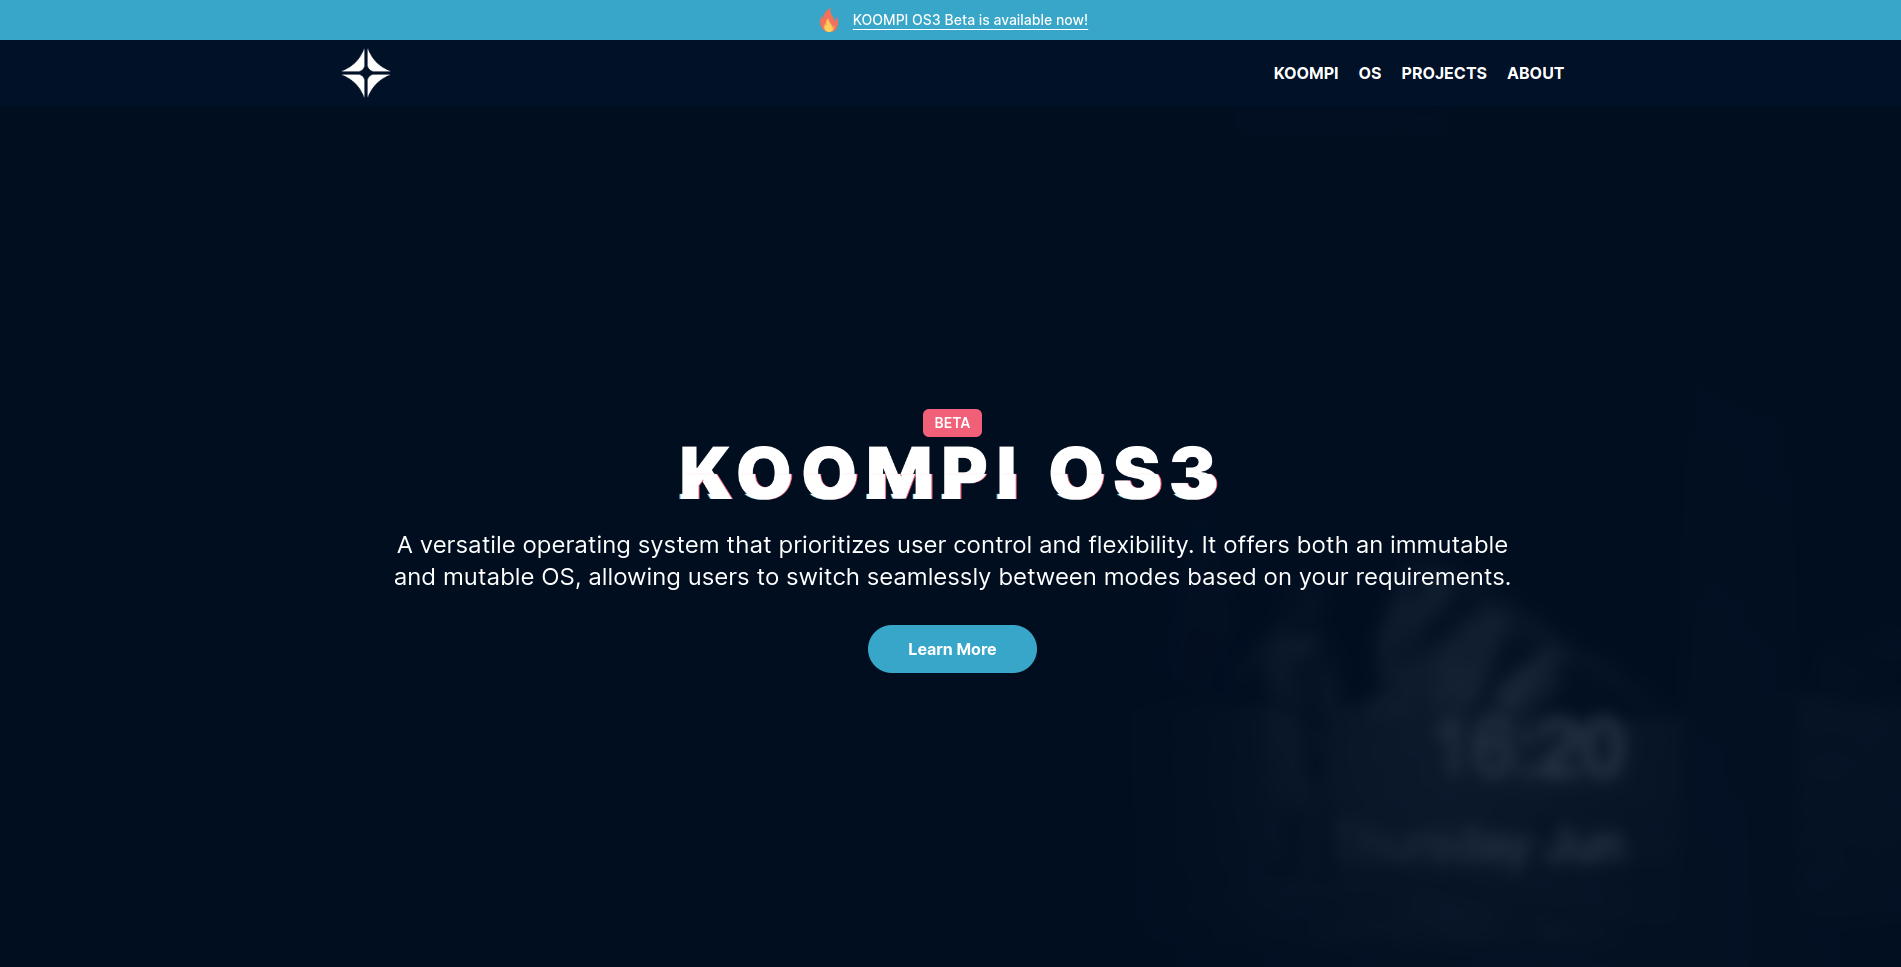 KOOMPI OS3 Beta is available now!
KOOMPI OS PROJECTS ABOUT
BETA
KOOMPI OS3
A versatile operating system that prioritizes user control and flexibility. It offers both an immutable
and mutable OS, allowing users to switch seamlessly between modes based on your requirements.
Learn More
16:20
Thursday Jun